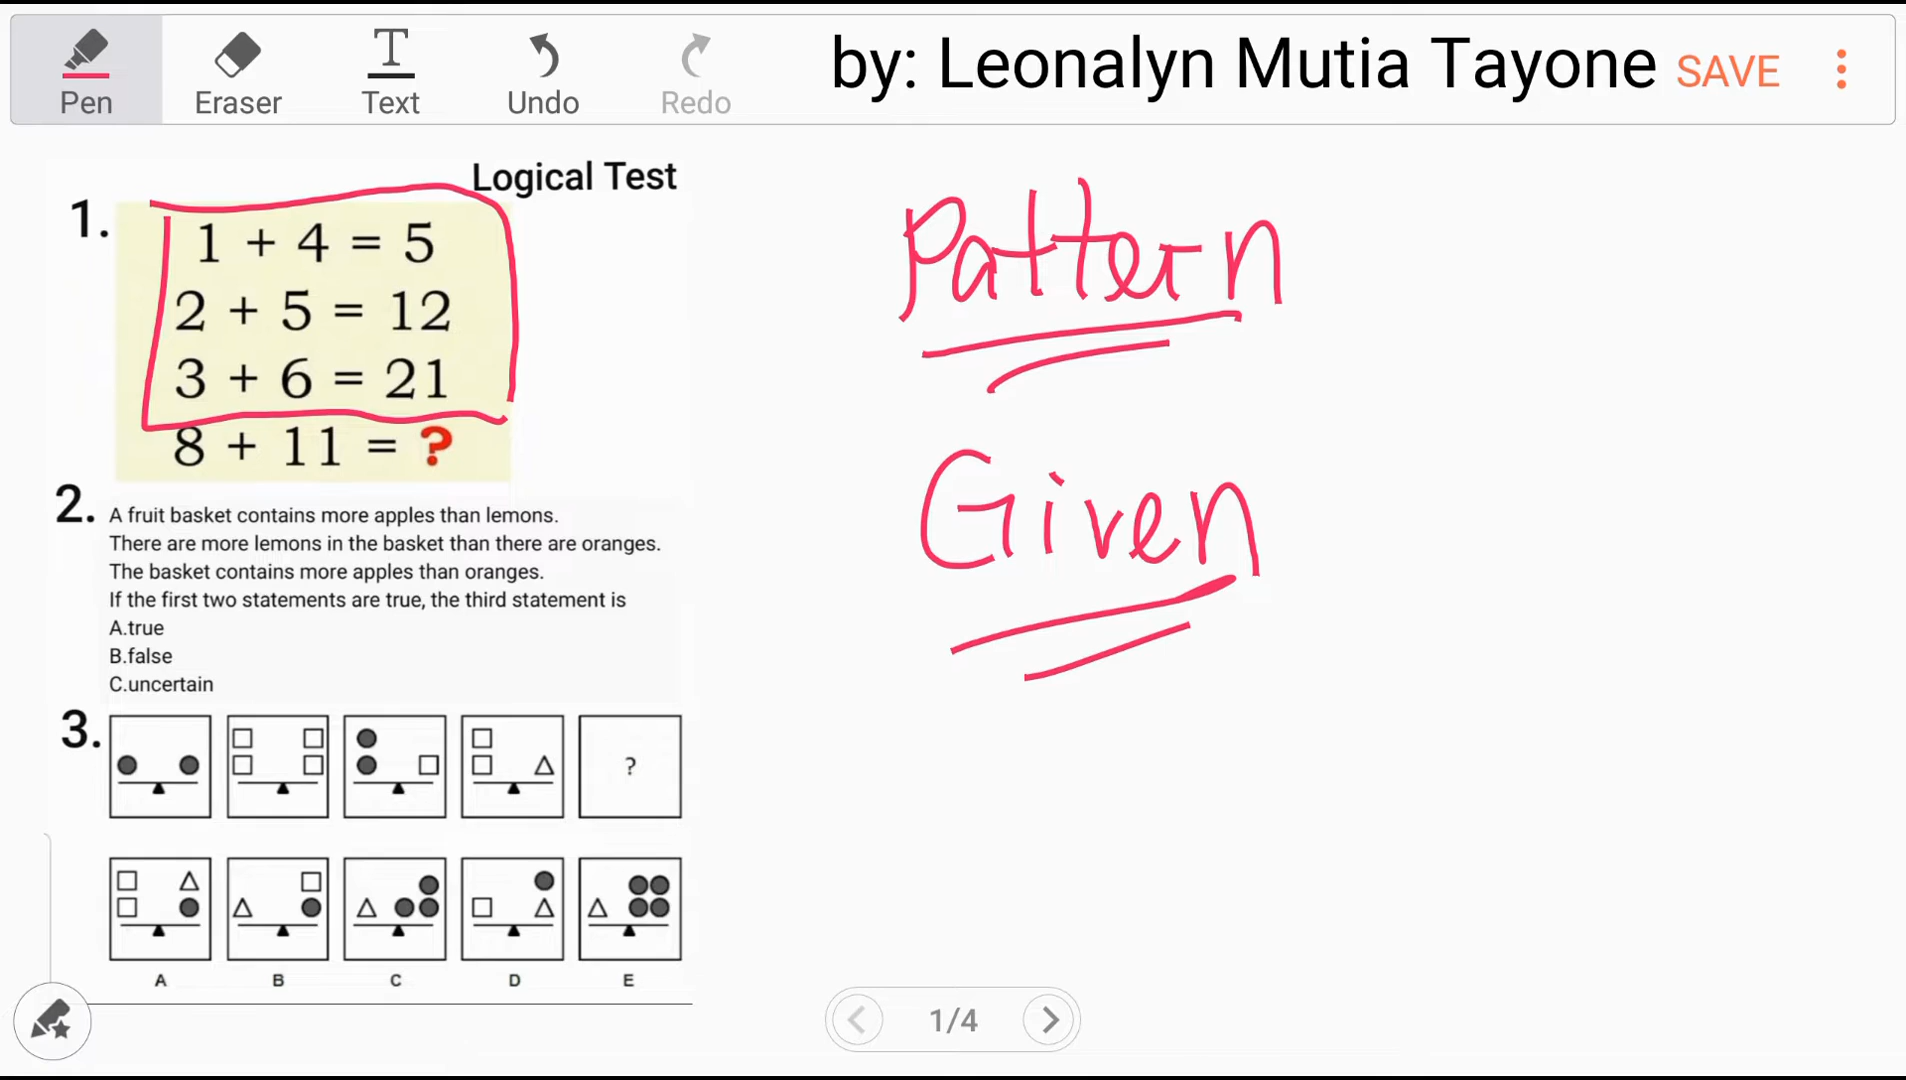 Pen
Eraser
T
Text
Undo
Redo
by: Leonalyn Mutia Tayone
SAVE
Logical Test
1.
1 + 4 = 5
2 + 5 = 12
3 + 6 = 21
8 + 11 = ?
Pattern
Given
2.
A fruit basket contains more apples than lemons.
There are more lemons in the basket than there are oranges.
The basket contains more apples than oranges.
If the first two statements are true, the third statement is
A.true
B.false
C.uncertain
3.
?
A B C D E
1/4